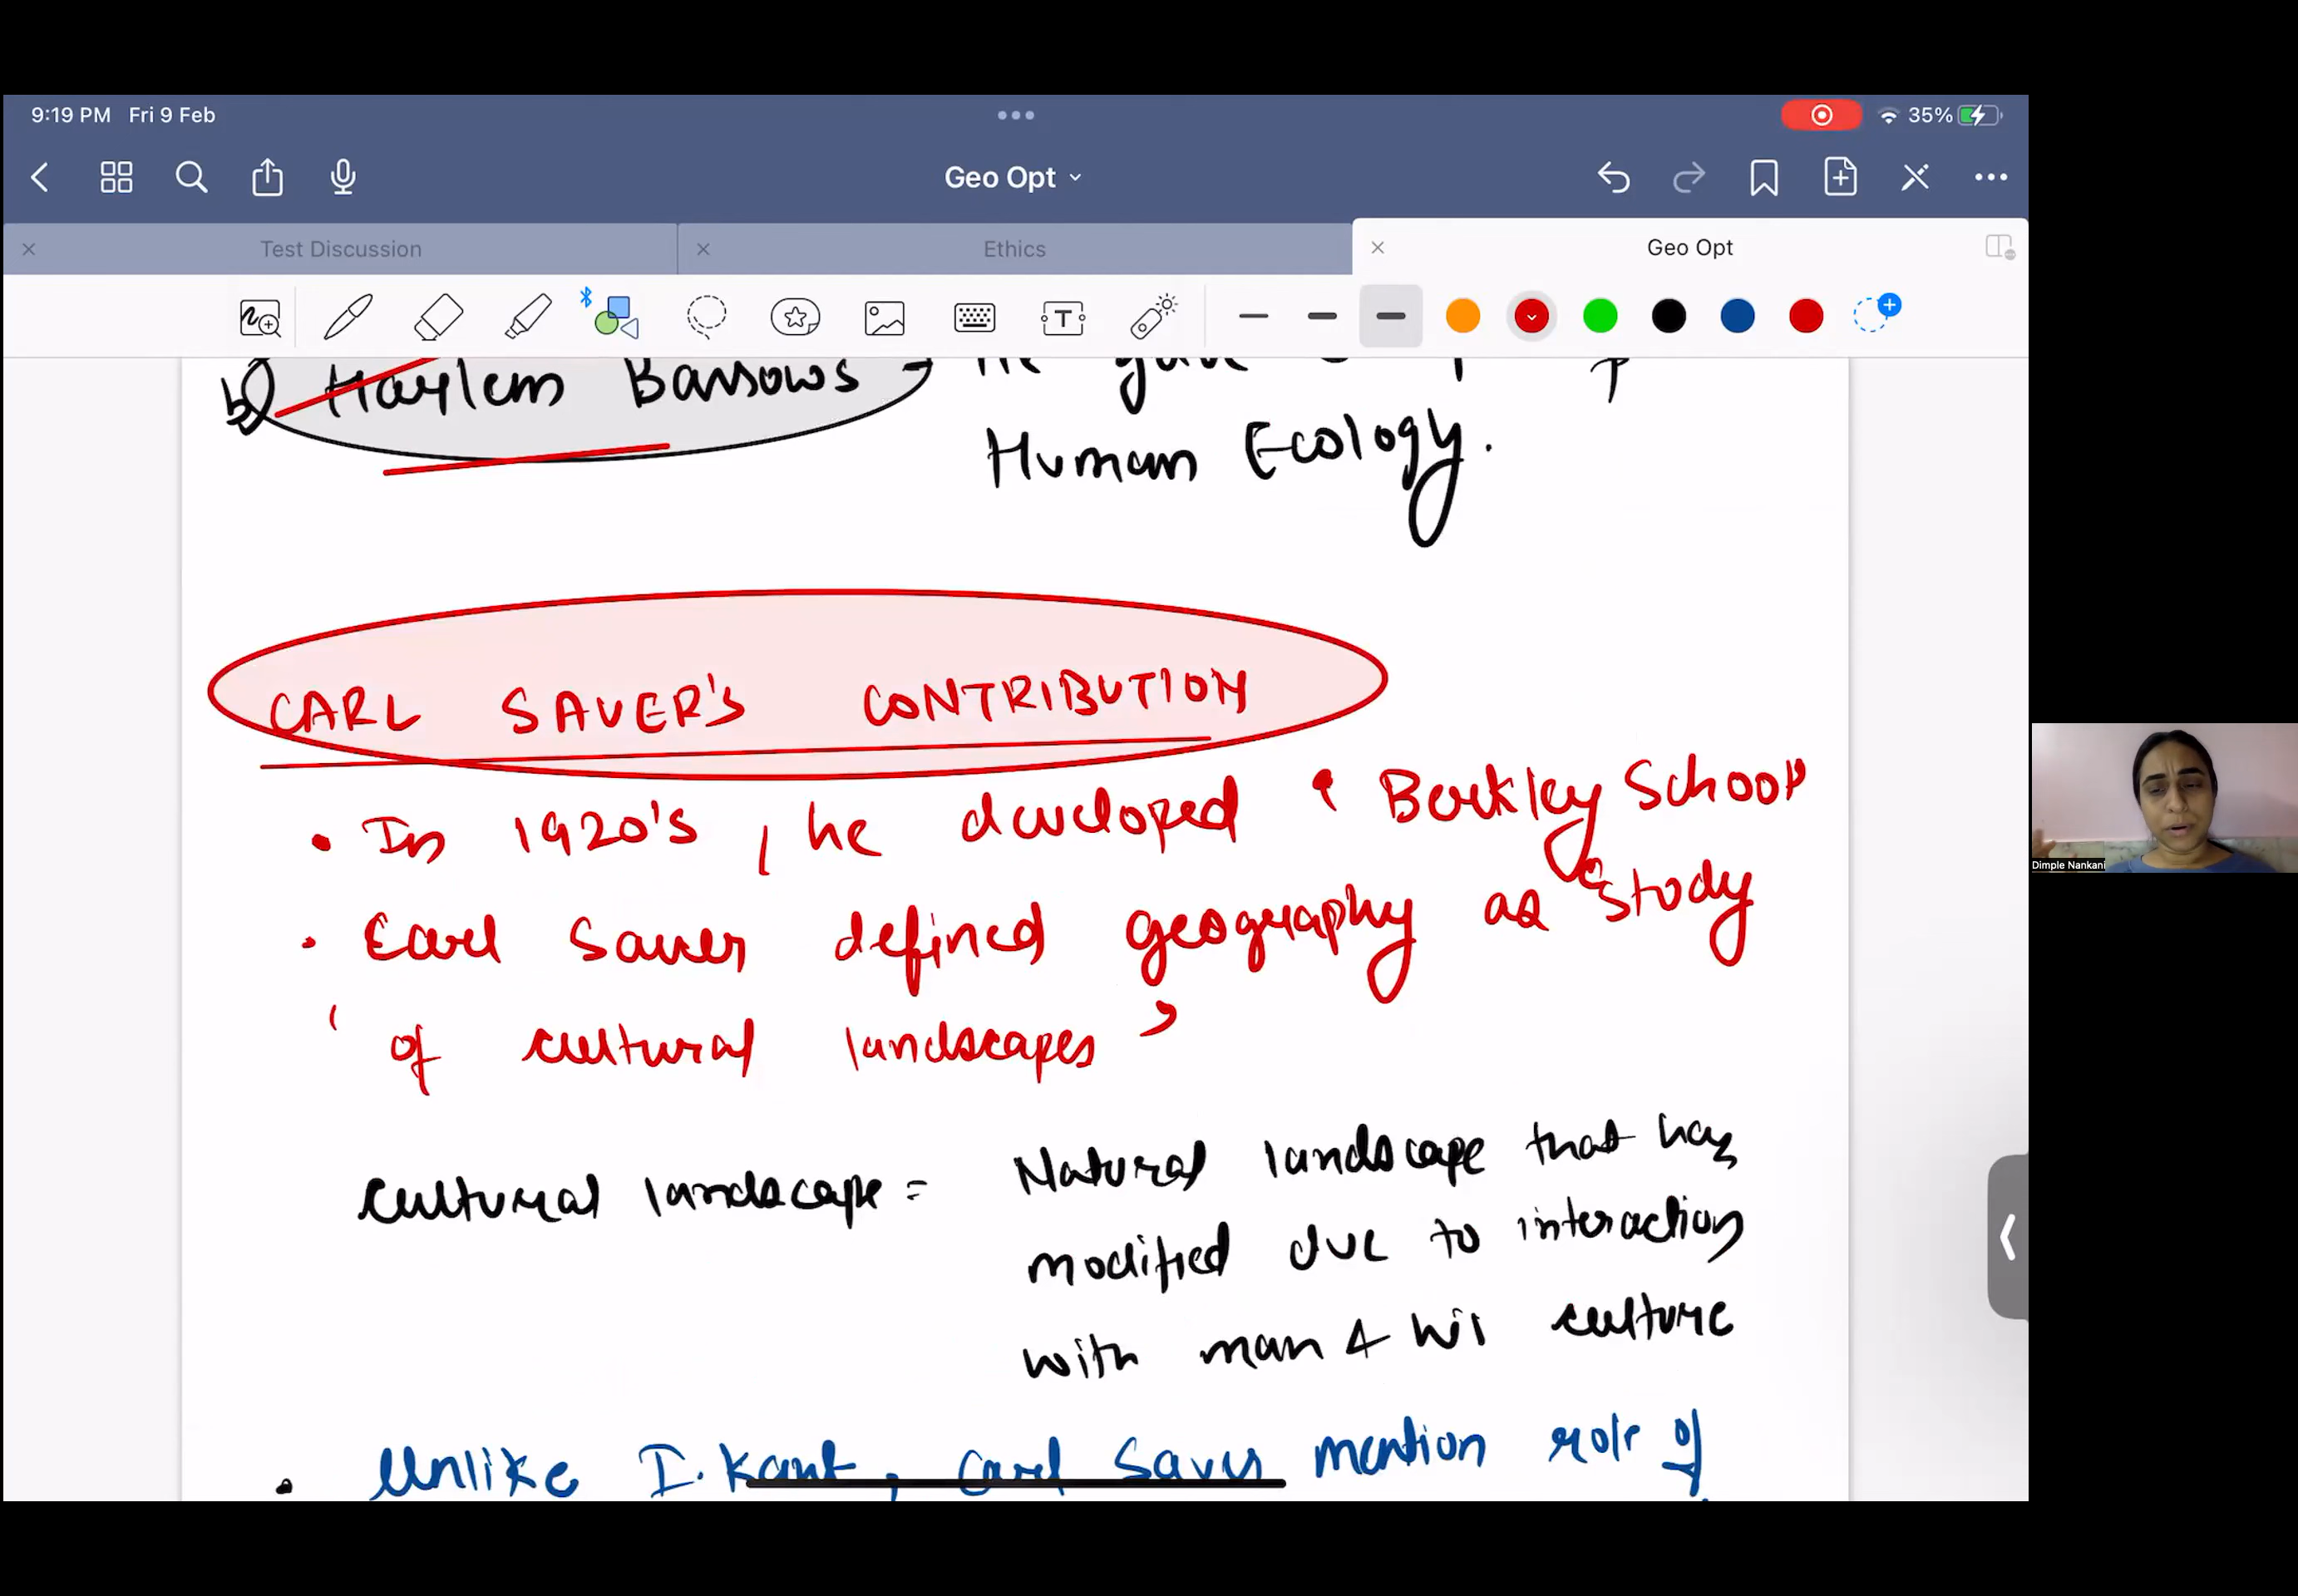 9:19 PM Fri 9 Feb
35%
Geo Opt
Test Discussion
Ethics
Geo Opt
T
b) Haylem Barrows - He gave
Human Ecology.
CARL SAUER'S CONTRIBUTION
• In 1920's, he developed ' Berkley School'
• Carl Sauer defined geography as 'study
' of cultural landscapes '
cultural landscape = Natural landscape that has
modified due to interaction
with man & his culture
• Unlike I. Kant, Carl Sauer mention role of
Dimple Nankani